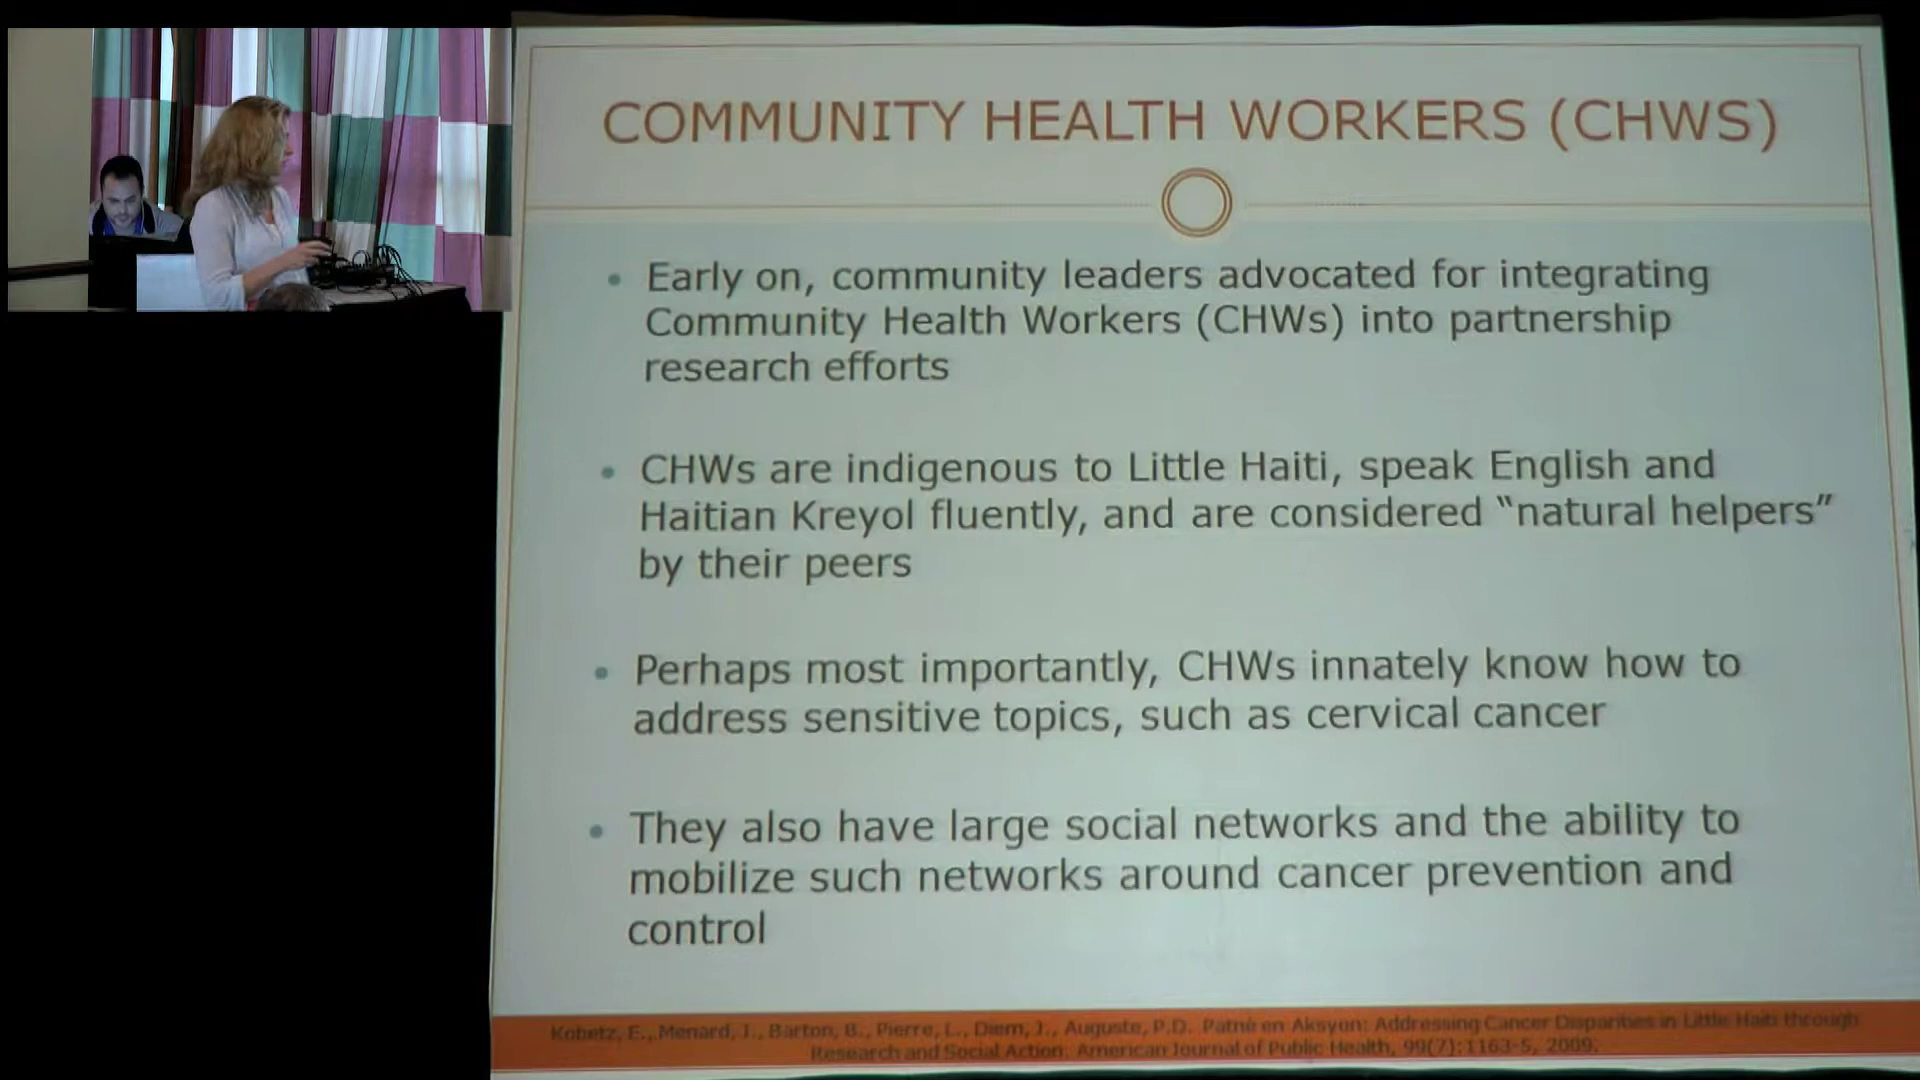 COMMUNITY HEALTH WORKERS (CHWS)
• Early on, community leaders advocated for integrating
Community Health Workers (CHWs) into partnership
research efforts
• CHWs are indigenous to Little Haiti, speak English and
Haitian Kreyol fluently, and are considered “natural helpers”
by their peers
• Perhaps most importantly, CHWs innately know how to
address sensitive topics, such as cervical cancer
• They also have large social networks and the ability to
mobilize such networks around cancer prevention and
control
Kobetz, E., Menard, J., Barton, B., Pierre, L., Diem, J., Auguste, P.D. Patnè en Aksyon: Addressing Cancer Disparities in Little Haiti through
Research and Social Action. American Journal of Public Health, 99(7):1163-5, 2009.